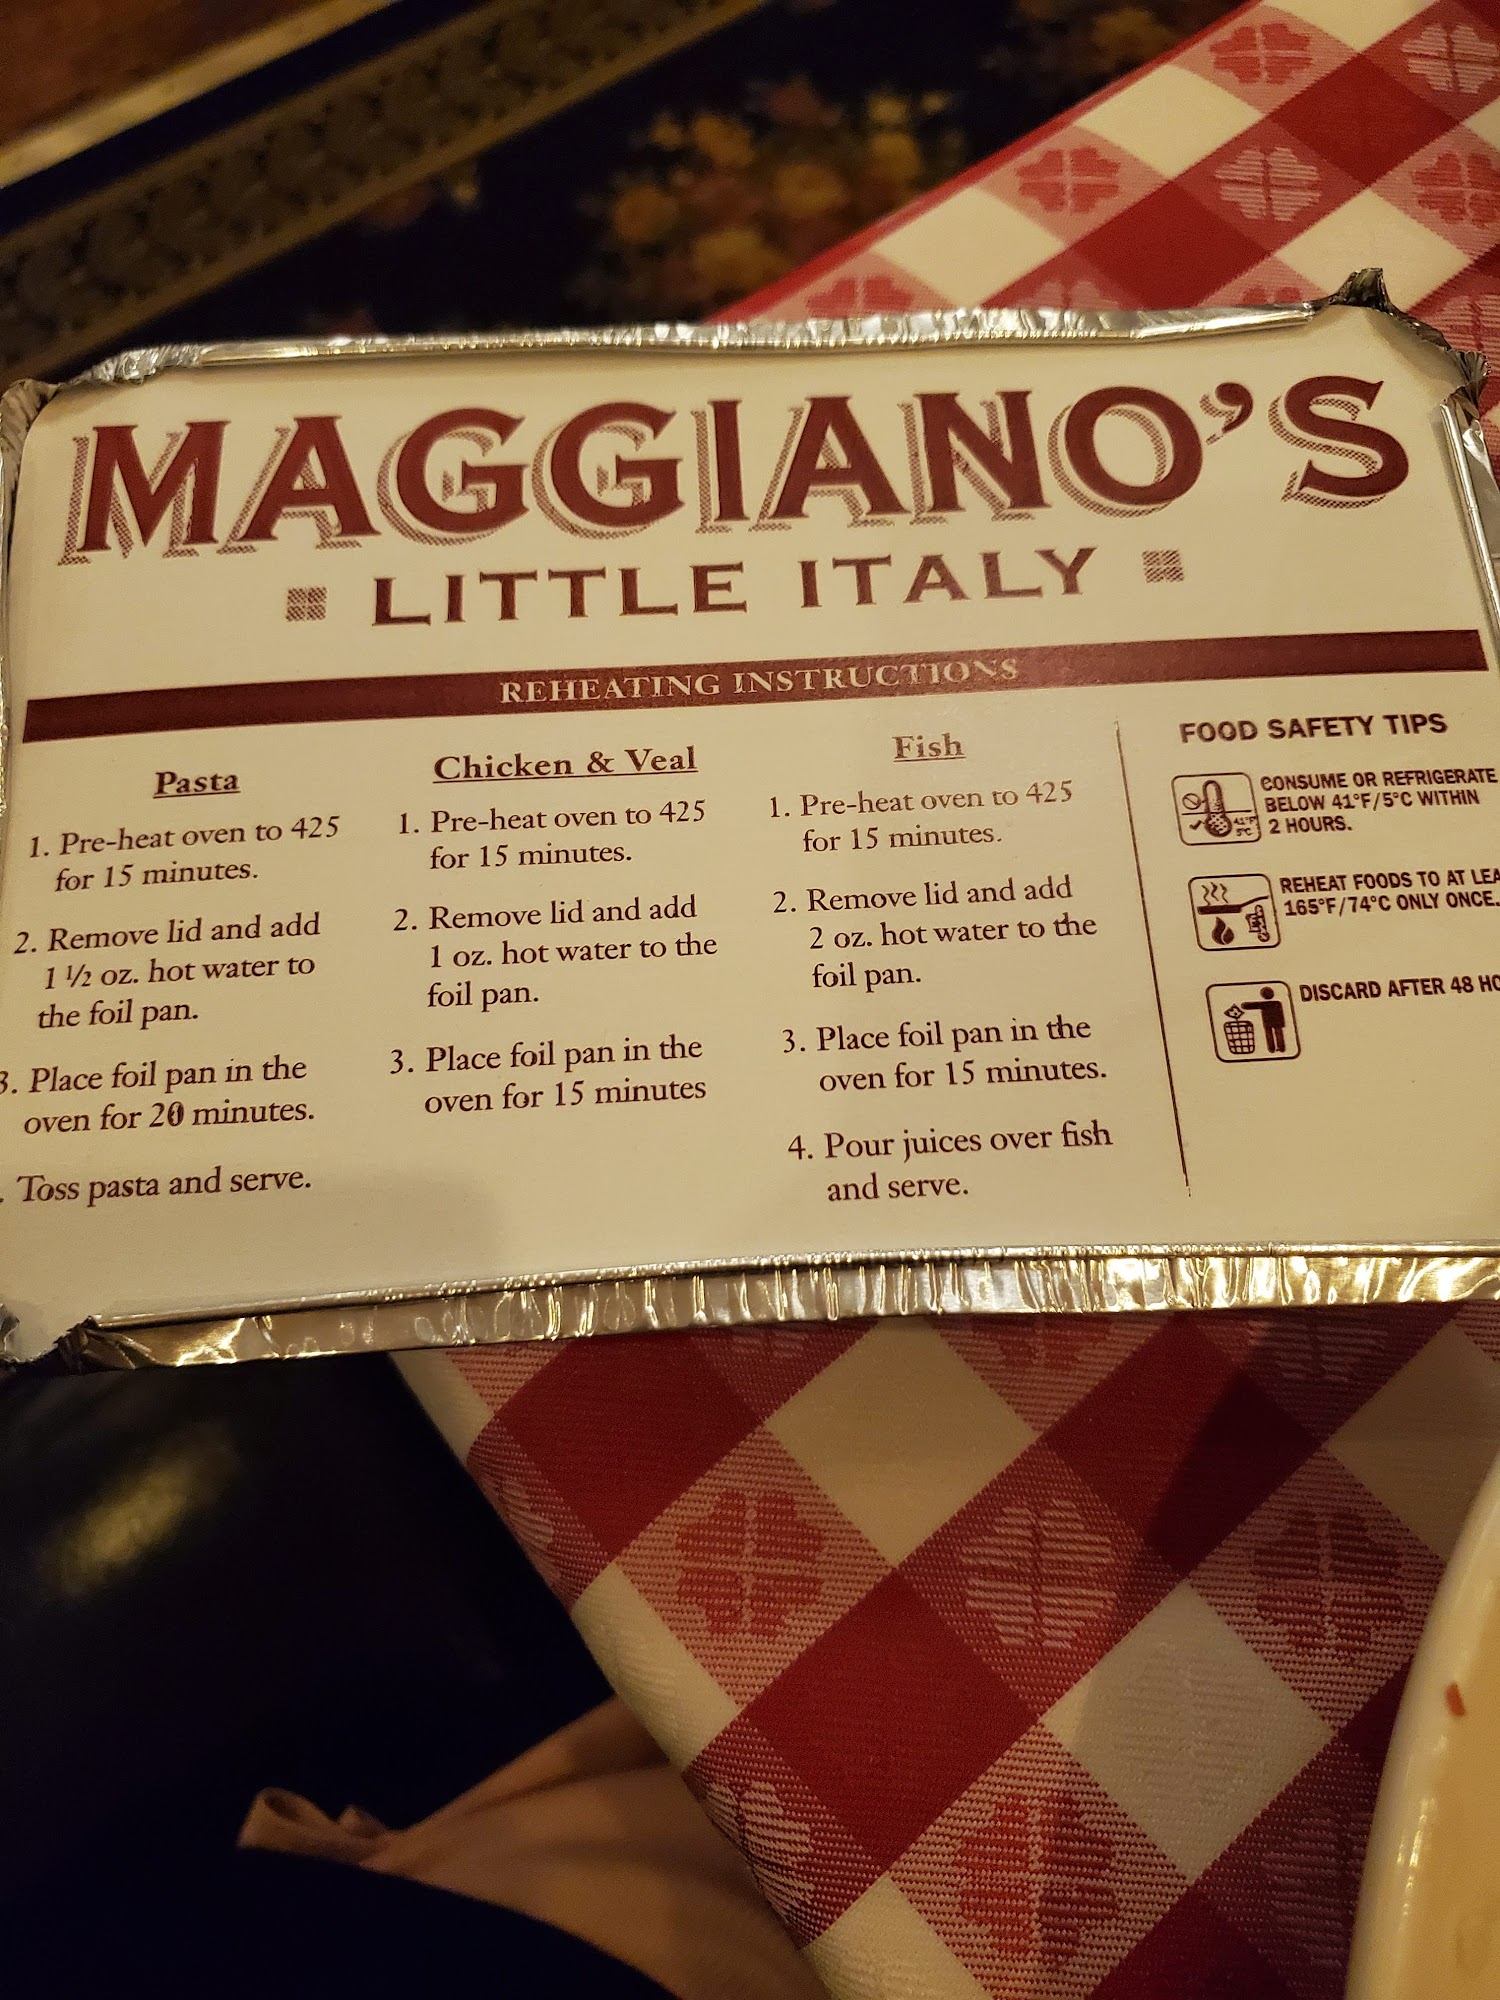 MAGGIANO'S
LITTLE ITALY
REHEATING INSTRUCTIONS
Pasta
1. Pre-heat oven to 425
for 15 minutes.
2. Remove lid and add
1 ½ oz. hot water to
the foil pan.
3. Place foil pan in the
oven for 20 minutes.
. Toss pasta and serve.
Chicken & Veal
1. Pre-heat oven to 425
for 15 minutes.
2. Remove lid and add
1 oz. hot water to the
foil pan.
3. Place foil pan in the
oven for 15 minutes
Fish
1. Pre-heat oven to 425
for 15 minutes.
2. Remove lid and add
2 oz. hot water to the
foil pan.
3. Place foil pan in the
oven for 15 minutes.
4. Pour juices over fish
and serve.
FOOD SAFETY TIPS
CONSUME OR REFRIGERATE
BELOW 41°F/5°C WITHIN
2 HOURS.
41°F
5°C
REHEAT FOODS TO AT LEA
165°F/74°C ONLY ONCE.
DISCARD AFTER 48 HO